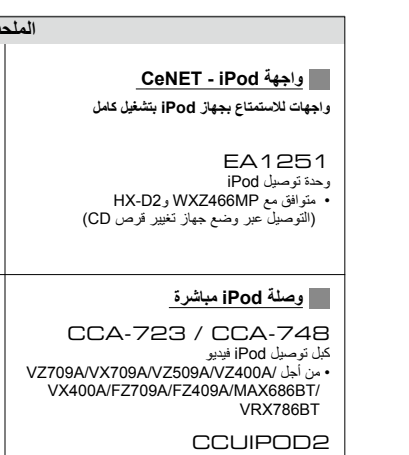 واجهة CeNET - iPod
واجهات للاستمتاع بجهاز iPod بتشغيل كامل
EA1251
وحدة توصيل iPod
• متوافق مع WXZ466MP وHX-D2
(التوصيل عبر وضع جهاز تغيير قرص CD)
وصلة iPod مباشرة
CCA-723 / CCA-748
كبل توصيل iPod فيديو
• من أجل VZ709A/VX709A/VZ509A/VZ400A/
VX400A/FZ709A/FZ409A/MAX686BT/
VRX786BT
CCUIPOD2